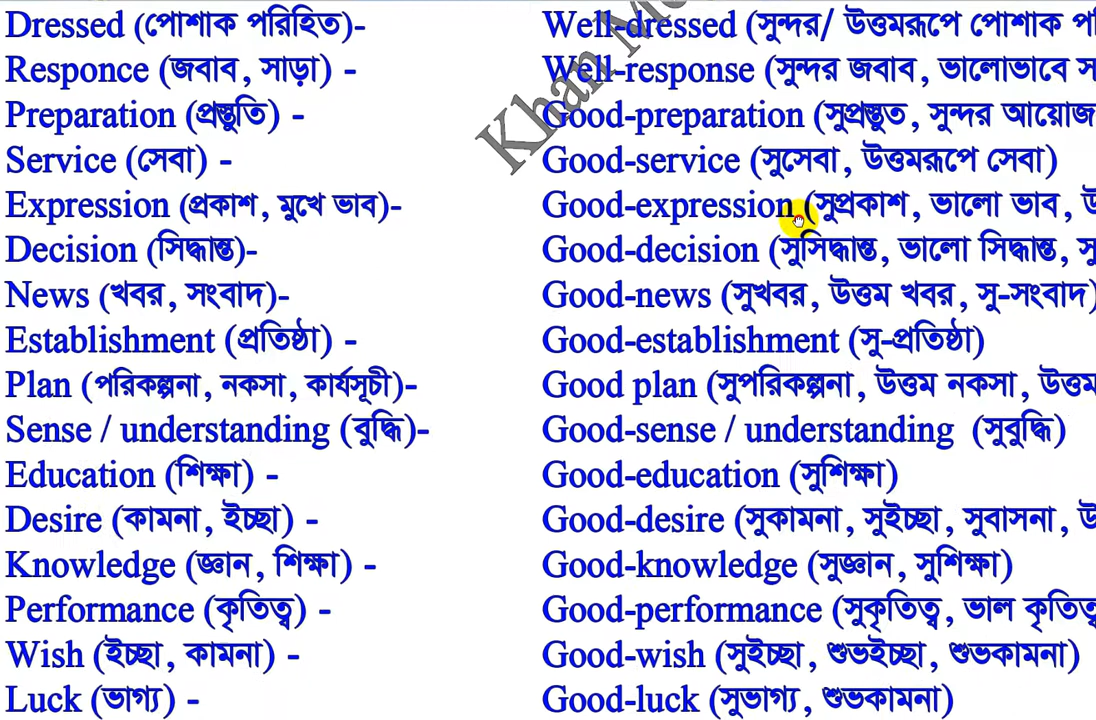 Dressed (পোশাক পরিহিত)- Well-dressed (সুন্দর/ উত্তমরূপে পোশাক
Responce (জবাব, সাড়া) - Well-response (সুন্দর জবাব, ভালোভাবে
Preparation (প্রস্তুতি) - Good-preparation (সুপ্রস্তুত, সুন্দর
Service (সেবা) - Good-service (সুসেবা, উত্তমরূপে সেবা)
Expression (প্রকাশ, মুখে ভাব)- Good-expression (সুপ্রকাশ, ভালো ভাব,
Decision (সিদ্ধান্ত)- Good-decision (সুসিদ্ধান্ত, ভালো সিদ্ধান্ত,
News (খবর, সংবাদ)- Good-news (সুখবর, উত্তম খবর, সু-সংবাদ)
Establishment (প্রতিষ্ঠা) - Good-establishment (সু-প্রতিষ্ঠা)
Plan (পরিকল্পনা, নকসা, কার্যসূচী)- Good plan (সুপরিকল্পনা, উত্তম নকসা,
Sense / understanding (বুদ্ধি)- Good-sense / understanding (সুবুদ্ধি)
Education (শিক্ষা) - Good-education (সুশিক্ষা)
Desire (কামনা, ইচ্ছা) - Good-desire (সুকামনা, সুইচ্ছা, সুবাসনা,
Knowledge (জ্ঞান, শিক্ষা) - Good-knowledge (সুজ্ঞান, সুশিক্ষা)
Performance (কৃতিত্ব) - Good-performance (সুকৃতিত্ব, ভাল কৃতিত্ব
Wish (ইচ্ছা, কামনা) - Good-wish (সুইচ্ছা, শুভইচ্ছা, শুভকামনা)
Luck (ভাগ্য) - Good-luck (সুভাগ্য, শুভকামনা)
Khan